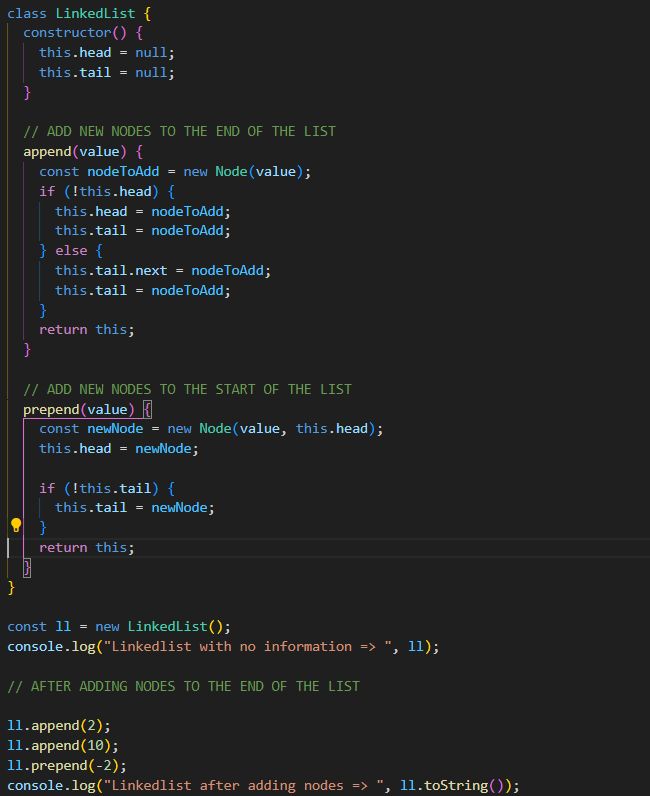 class LinkedList {
constructor() {
this.head = null;
this.tail = null;
}
// ADD NEW NODES TO THE END OF THE LIST
append(value) {
const nodeToAdd = new Node(value);
if (!this.head) {
this.head = nodeToAdd;
this.tail = nodeToAdd;
} else {
this.tail.next = nodeToAdd;
this.tail = nodeToAdd;
}
return this;
}
// ADD NEW NODES TO THE START OF THE LIST
prepend(value) {
const newNode = new Node(value, this.head);
this.head = newNode;
if (!this.tail) {
this.tail = newNode;
}
return this;
}
}
const ll = new LinkedList();
console.log("Linkedlist with no information => ", ll);
// AFTER ADDING NODES TO THE END OF THE LIST
ll.append(2);
ll.append(10);
ll.prepend(-2);
console.log("Linkedlist after adding nodes => ", ll.toString());